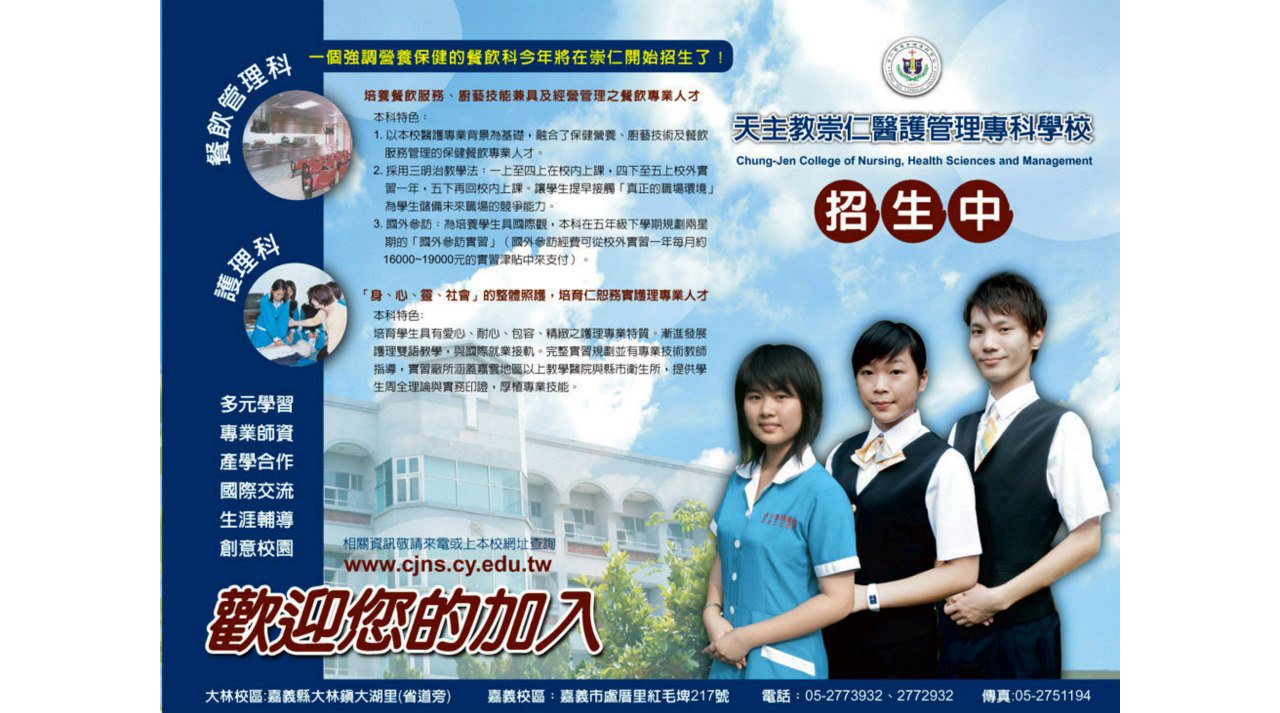 餐飲管理科
一個強調營養保健的餐飲科今年將在崇仁開始招生了！
培養餐飲服務、廚藝技能兼具及經營管理之餐飲專業人才
本科特色：
1. 以本校醫護專業背景為基礎，融合了保健營養、廚藝技術及餐飲
服務管理的保健餐飲專業人才。
2. 採用三明治教學法：一上至四上在校內上課，四下至五上校外實
習一年，五下再回校內上課。讓學生提早接觸「真正的職場環境」
為學生儲備未來職場的競爭能力。
3. 國外參訪：為培養學生具國際觀，本科在五年級下學期規劃兩星
期的「國外參訪實習」（國外參訪經費可從校外實習一年每月約
16000~19000元的實習津貼中來支付）。
護理科
「身、心、靈、社會」的整體照護，培育仁恕務實護理專業人才
本科特色:
培育學生具有愛心、耐心、包容、精緻之護理專業特質。漸進發展
護理雙語教學，與國際就業接軌。完整實習規劃並有專業技術教師
指導，實習廠所涵蓋嘉雲地區以上教學醫院與縣市衛生所，提供學
生周全理論與實務印證，厚植專業技能。
多元學習
專業師資
產學合作
國際交流
生涯輔導
創意校園
相關資訊敬請來電或上本校網址查詢
www.cjns.cy.edu.tw
歡迎您的加入
天主教崇仁醫護管理專科學校
Chung-Jen College of Nursing, Health Sciences and Management
招生中
大林校區:嘉義縣大林鎮大湖里(省道旁) 嘉義校區：嘉義市盧厝里紅毛埤217號 電話：05-2773932、2772932 傳真:05-2751194